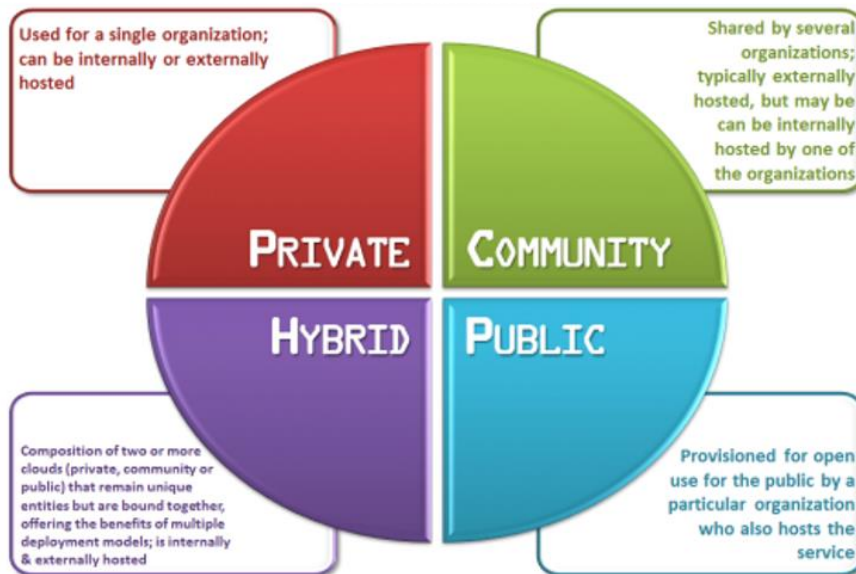 Used for a single organization;
can be internally or externally
hosted
Shared by several
organizations;
typically externally
hosted, but may be
can be internally
hosted by one of
the organizations
PRIVATE
COMMUNITY
HYBRID
PUBLIC
Composition of two or more
clouds (private, community or
public) that remain unique
entities but are bound together,
offering the benefits of multiple
deployment models; is internally
& externally hosted
Provisioned for open
use for the public by a
particular organization
who also hosts the
service